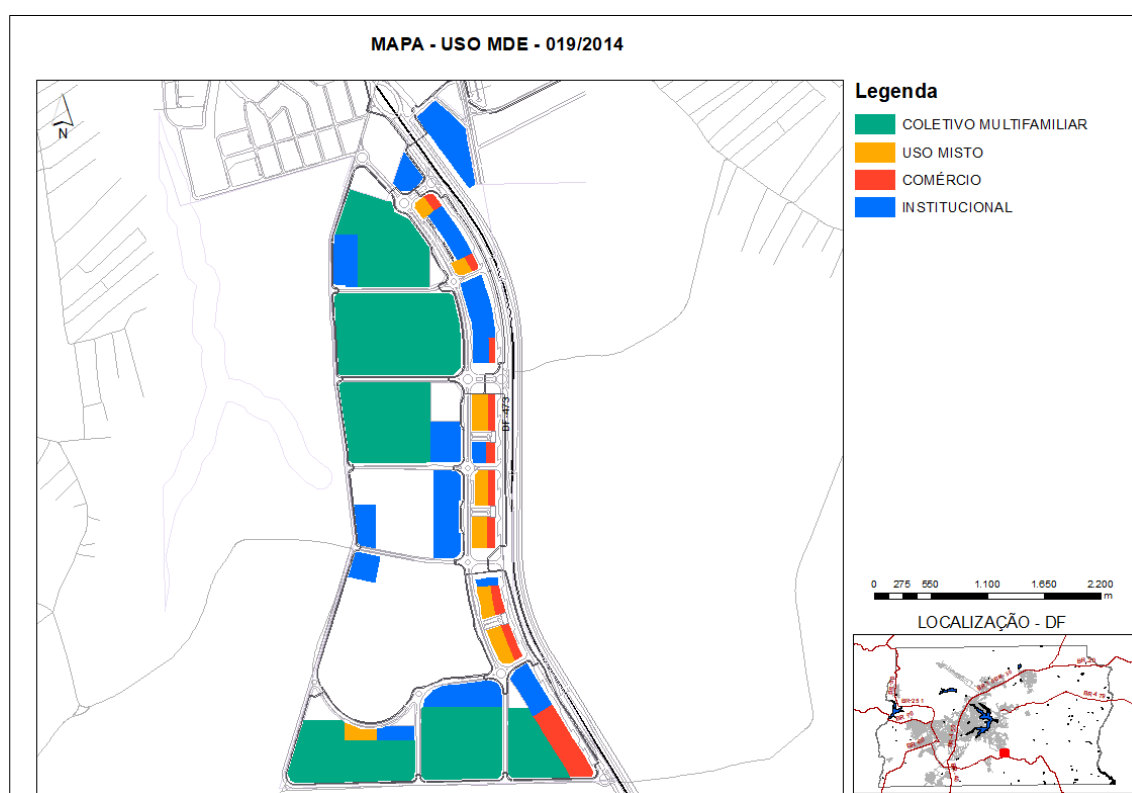 MAPA - USO MDE - 019/2014
N
DF-473
Legenda
COLETIVO MULTIFAMILIAR
USO MISTO
COMÉRCIO
INSTITUCIONAL
0 275 550 1.100 1.650 2.200
m
LOCALIZAÇÃO - DF